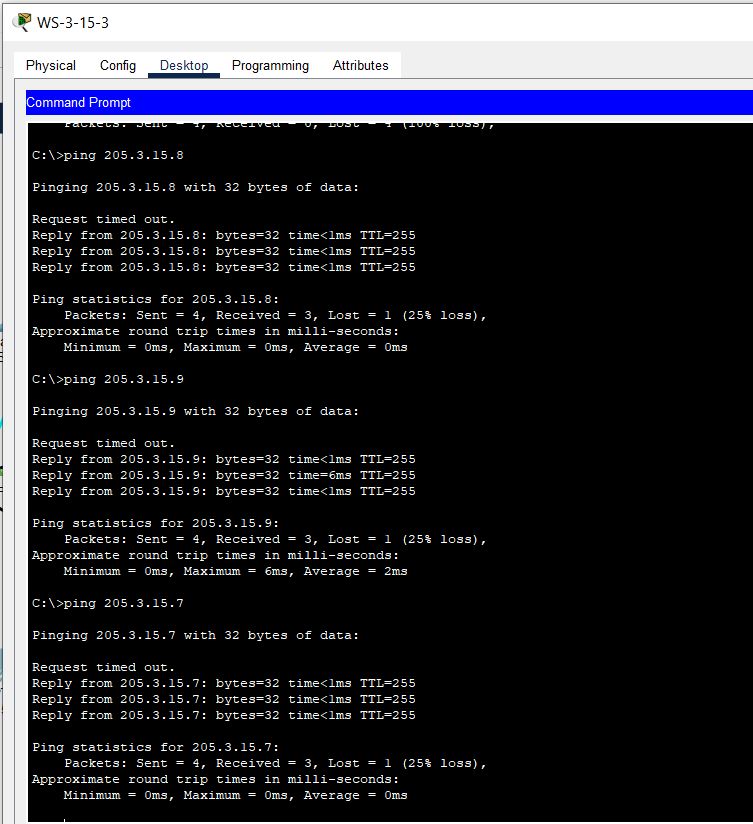 WS-3-15-3
Physical Config Desktop Programming Attributes
Command Prompt
Packets: Sent = 4, Received = 0, Lost = 4 (100% loss),
C:\>ping 205.3.15.8
Pinging 205.3.15.8 with 32 bytes of data:
Request timed out.
Reply from 205.3.15.8: bytes=32 time<1ms TTL=255
Reply from 205.3.15.8: bytes=32 time<1ms TTL=255
Reply from 205.3.15.8: bytes=32 time<1ms TTL=255
Ping statistics for 205.3.15.8:
Packets: Sent = 4, Received = 3, Lost = 1 (25% loss),
Approximate round trip times in milli-seconds:
Minimum = 0ms, Maximum = 0ms, Average = 0ms
C:\>ping 205.3.15.9
Pinging 205.3.15.9 with 32 bytes of data:
Request timed out.
Reply from 205.3.15.9: bytes=32 time<1ms TTL=255
Reply from 205.3.15.9: bytes=32 time=6ms TTL=255
Reply from 205.3.15.9: bytes=32 time<1ms TTL=255
Ping statistics for 205.3.15.9:
Packets: Sent = 4, Received = 3, Lost = 1 (25% loss),
Approximate round trip times in milli-seconds:
Minimum = 0ms, Maximum = 6ms, Average = 2ms
C:\>ping 205.3.15.7
Pinging 205.3.15.7 with 32 bytes of data:
Request timed out.
Reply from 205.3.15.7: bytes=32 time<1ms TTL=255
Reply from 205.3.15.7: bytes=32 time<1ms TTL=255
Reply from 205.3.15.7: bytes=32 time<1ms TTL=255
Ping statistics for 205.3.15.7:
Packets: Sent = 4, Received = 3, Lost = 1 (25% loss),
Approximate round trip times in milli-seconds:
Minimum = 0ms, Maximum = 0ms, Average = 0ms